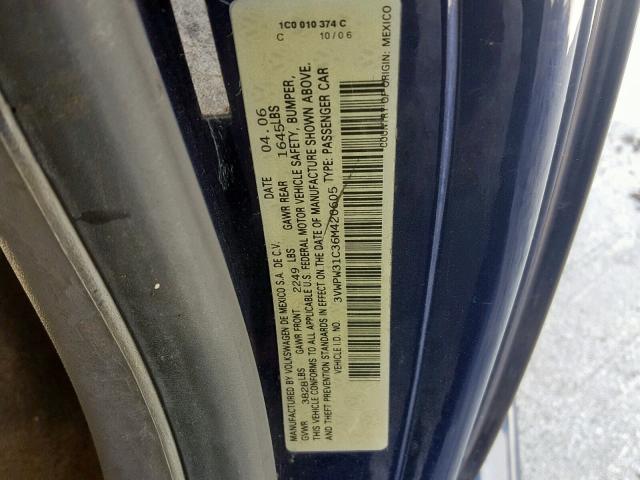 1C0 010 374 C
C 10/06
MANUFACTURED BY VOLKSWAGEN DE MEXICO S.A. DE C.V. DATE 04.06
GVWR 3828LBS GAWR FRONT 2249 LBS GAWR REAR 1645LBS
THIS VEHICLE CONFORMS TO ALL APPLICABLE U.S. FEDERAL MOTOR VEHICLE SAFETY, BUMPER,
AND THEFT PREVENTION STANDARDS IN EFFECT ON THE DATE OF MANUFACTURE SHOWN ABOVE.
VEHICLE I.D. NO. 3VWPW31C36M420605 TYPE: PASSENGER CAR
COUNTRY OF ORIGIN: MEXICO